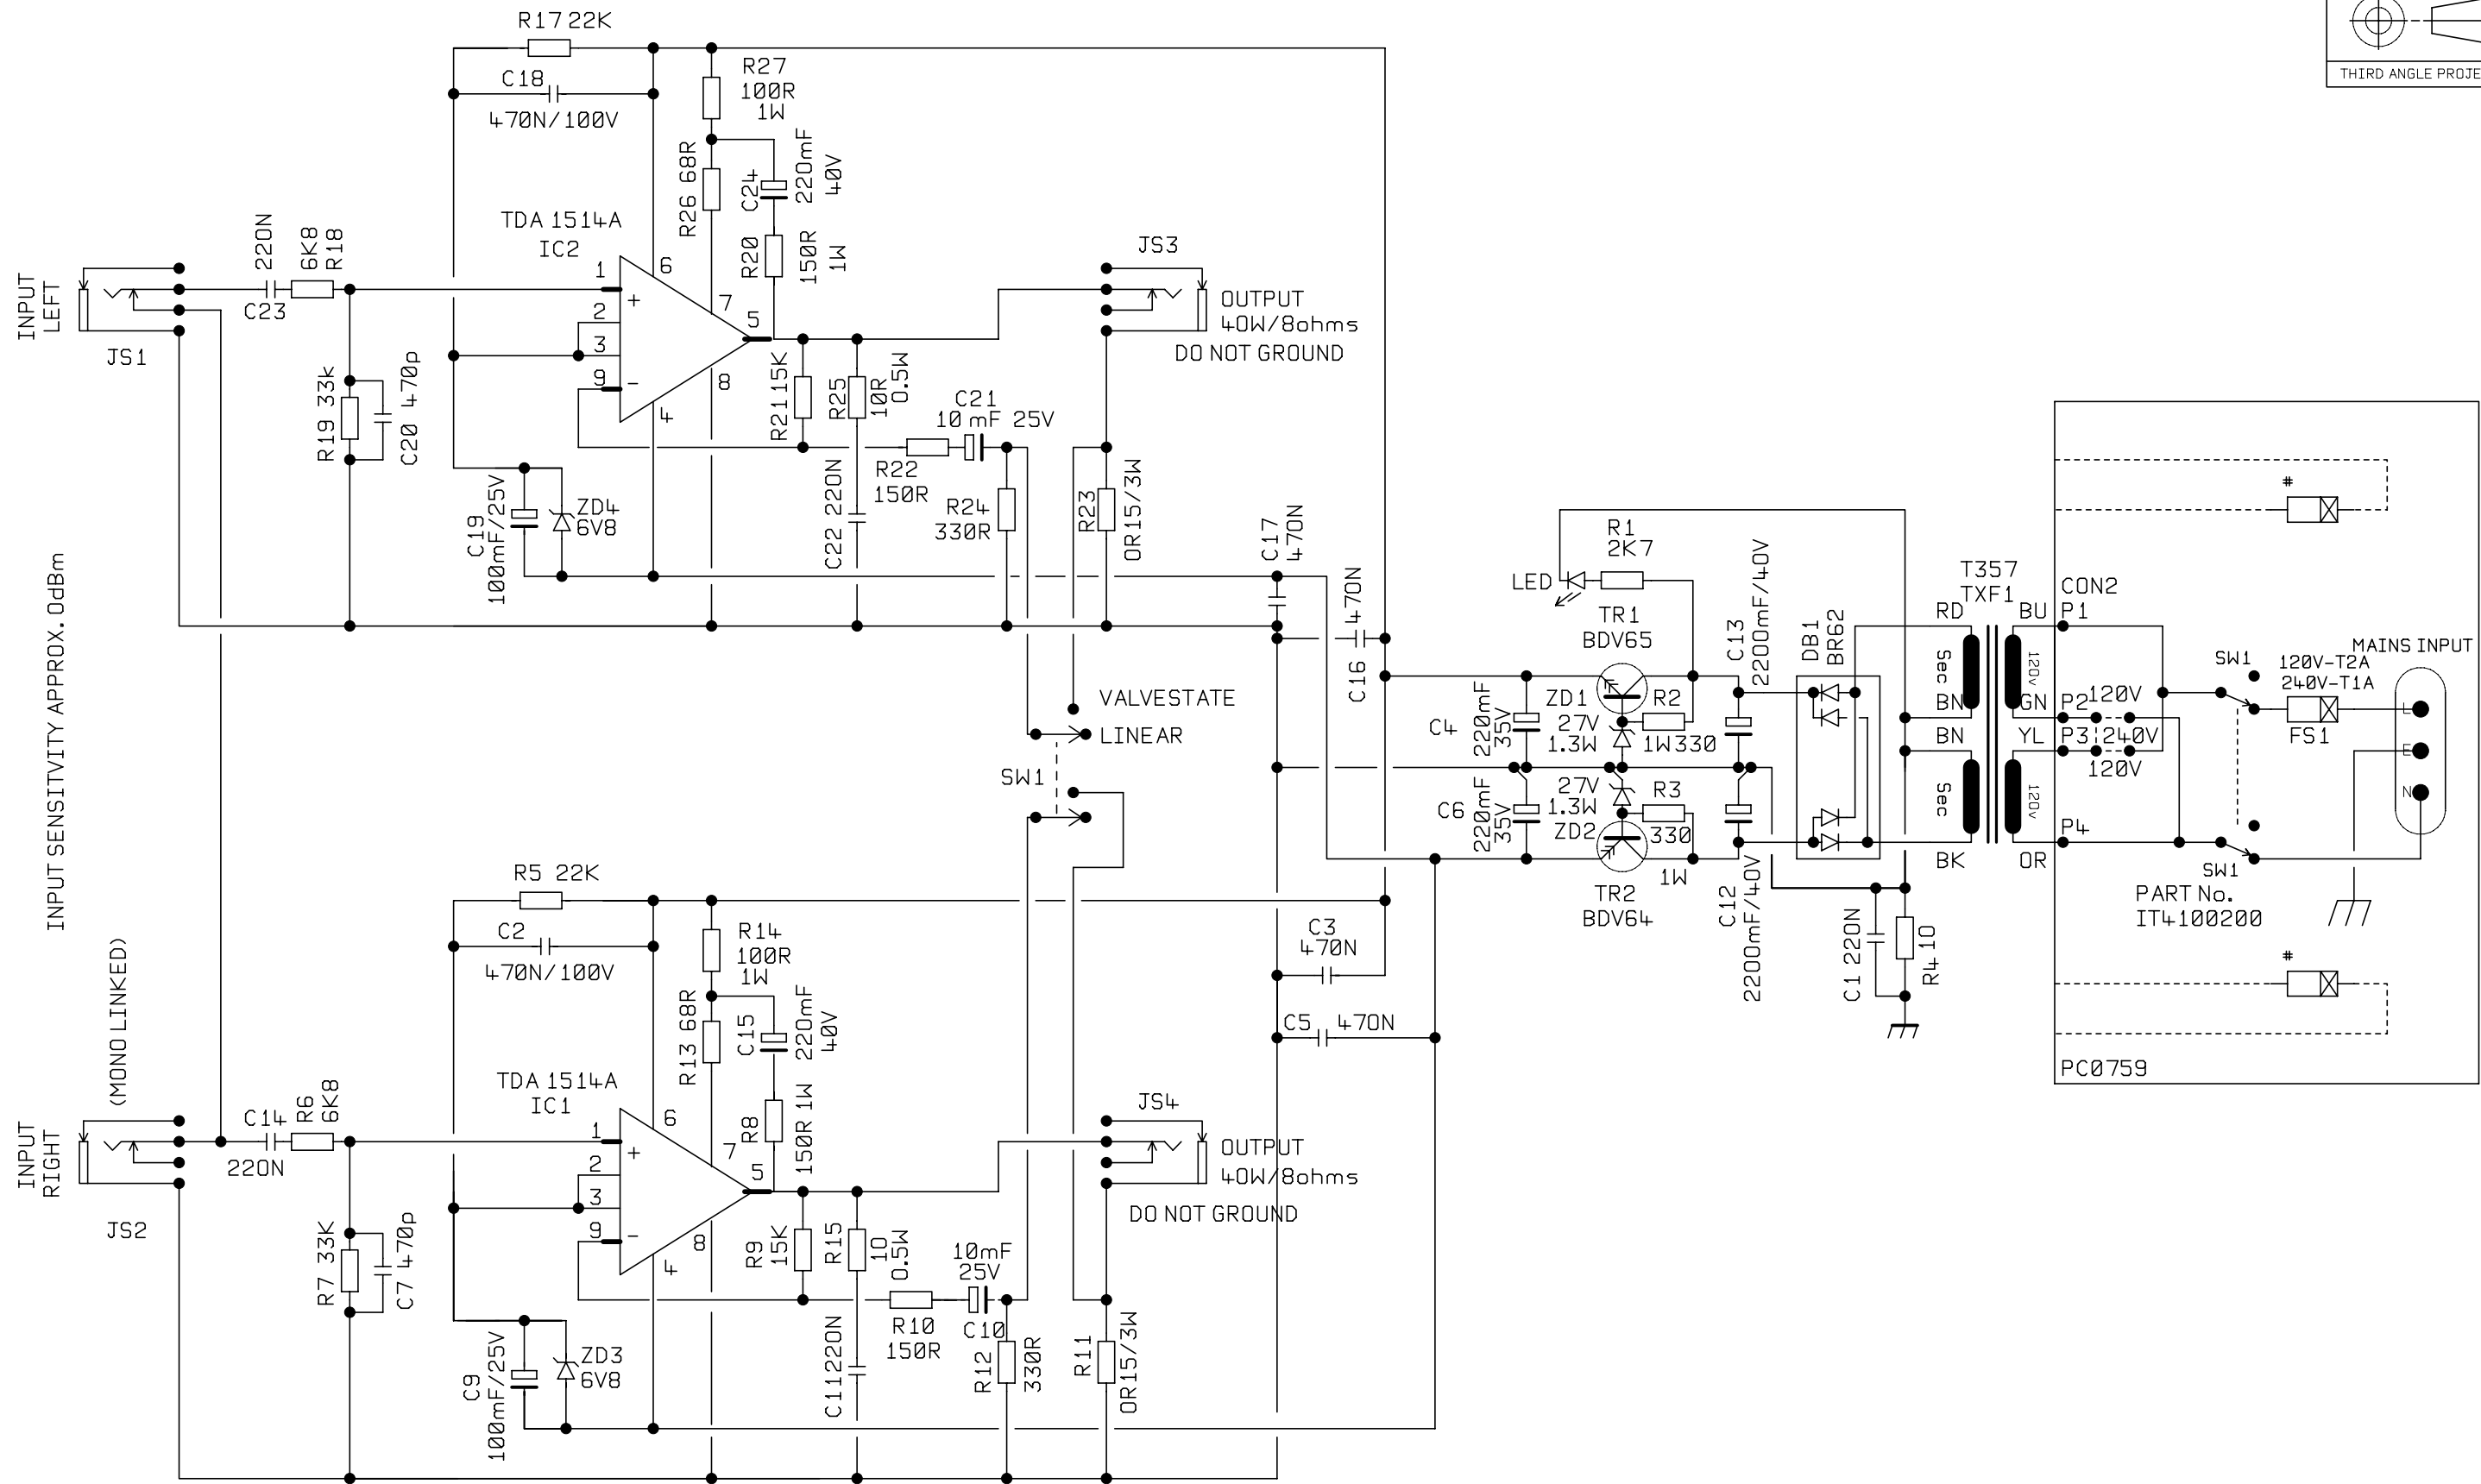 R17 22K
C18
470N/100V
R27
100R
1W
R26 68R
C24
220mF
40V
TDA 1514A
IC2
R20
150R
1W
INPUT
LEFT
JS1
220N
C23
6K8
R18
1
2
3
9
+
-
6
7
5
8
4
JS3
OUTPUT
40W/8ohms
DO NOT GROUND
R19 33k
C20 470p
R21 15K
R25
10R
0.5W
C21
10 mF 25V
R22
150R
C19
100mF/25V
ZD4
6V8
C22 220N
R24
330R
R23
0R15/3W
C17
470N
C16
470N
INPUT SENSITVITY APPROX. 0dBm
VALVESTATE
LINEAR
SW1
LED
R1
2K7
TR1
BDV65
C13
2200mF/40V
DB1
BR62
T357
TXF1
C4
220mF
35V
ZD1
27V
1.3W
R2
1W330
C6
220mF
35V
27V
1.3W
ZD2
R3
330
1W
TR2
BDV64
C12
2200mF/40V
C1 220N
R4 10
RD
BN
BN
BK
Sec
Sec
120v
120v
BU
GN
YL
OR
CON2
P1
P2
P3
P4
120V
240V
120V
SW1
SW1
120V-T2A
240V-T1A
FS1
MAINS INPUT
L
E
N
#
#
PART No.
IT4100200
PC0759
THIRD ANGLE PROJE
R5 22K
C2
470N/100V
R14
100R
1W
R13 68R
C15
220mF
40V
TDA 1514A
IC1
R8
150R 1W
C3
470N
C5 470N
(MONO LINKED)
INPUT
RIGHT
JS2
C14
220N
R6
6K8
1
2
3
9
+
-
6
7
5
8
4
JS4
OUTPUT
40W/8ohms
DO NOT GROUND
R7 33K
C7 470p
R9
15K
R15
10
0.5W
10mF
25V
C10
R10
150R
C9
100mF/25V
ZD3
6V8
C11 220N
R12
330R
R11
0R15/3W